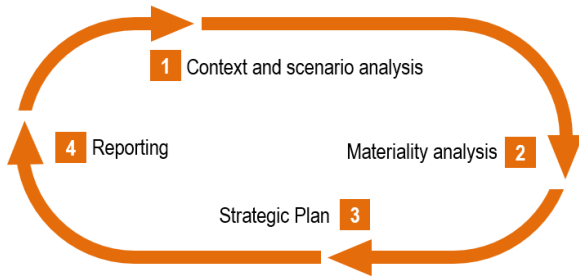 1 Context and scenario analysis
Materiality analysis 2
Strategic Plan 3
4 Reporting